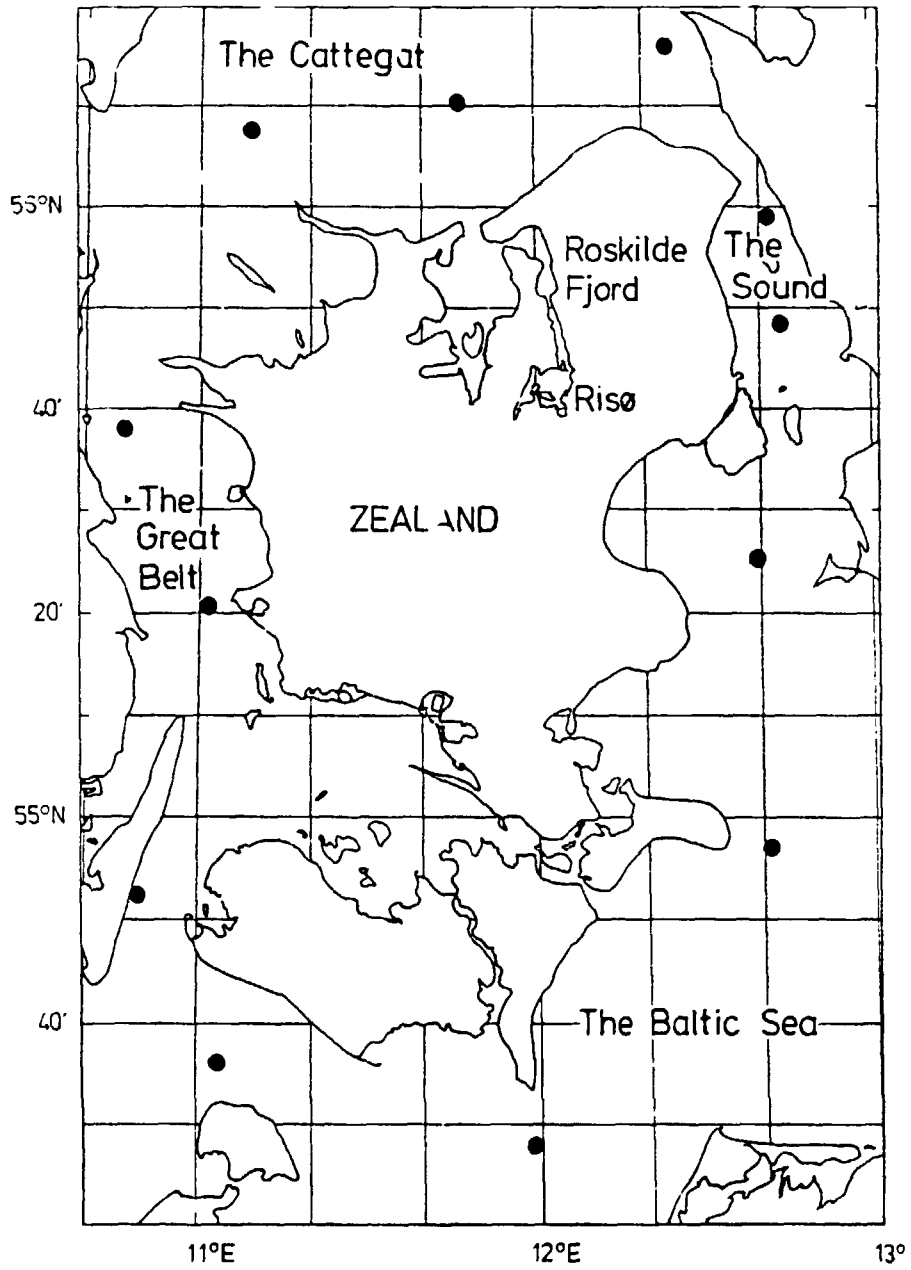 The Cattegat
56°N
Roskilde
Fjord
The
Sound
40'
Risø
The
Great
Belt
ZEALAND
20'
55°N
40'
The Baltic Sea
11°E
12°E
13°